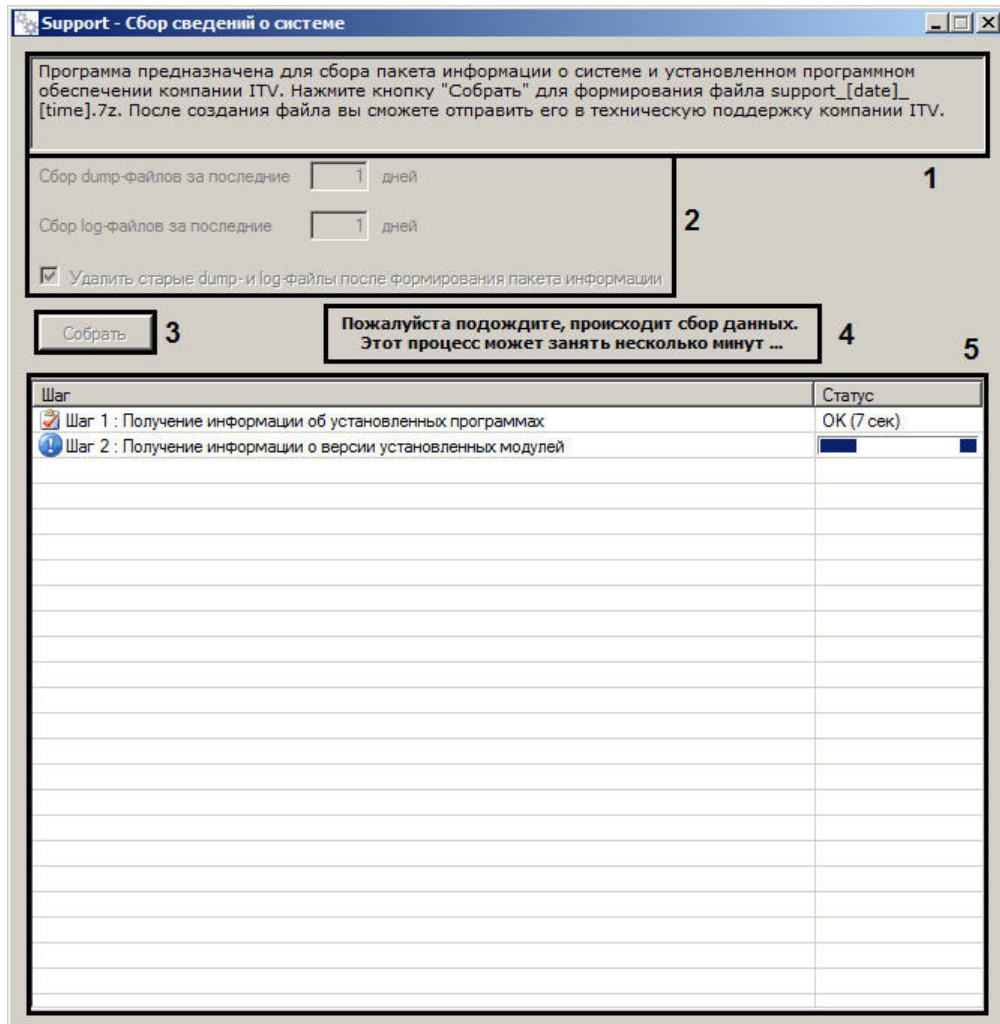 Support - Сбор сведений о системе
Программа предназначена для сбора пакета информации о системе и установленном программном
обеспечении компании ITV. Нажмите кнопку "Собрать" для формирования файла support_[date]_
[time].7z. После создания файла вы сможете отправить его в техническую поддержку компании ITV.
1
Сбор dump-файлов за последние 1 дней
2
Сбор log-файлов за последние 1 дней
Удалить старые dump- и log-файлы после формирования пакета информации
Собрать
3
Пожалуйста подождите, происходит сбор данных.
Этот процесс может занять несколько минут ...
4
5
Шаг Статус
Шаг 1 : Получение информации об установленных программах OK (7 сек)
Шаг 2 : Получение информации о версии установленных модулей